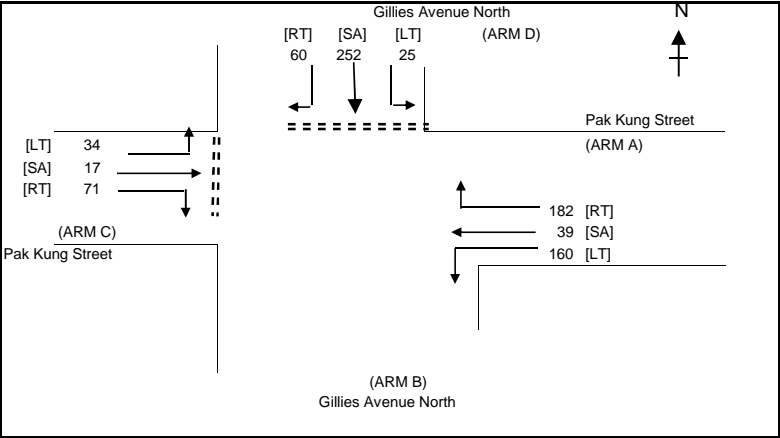 Gillies Avenue North
N
[RT] [SA] [LT] (ARM D)
60 252 25
Pak Kung Street
(ARM A)
[LT] 34
[SA] 17
[RT] 71
182 [RT]
39 [SA]
160 [LT]
(ARM C)
Pak Kung Street
(ARM B)
Gillies Avenue North